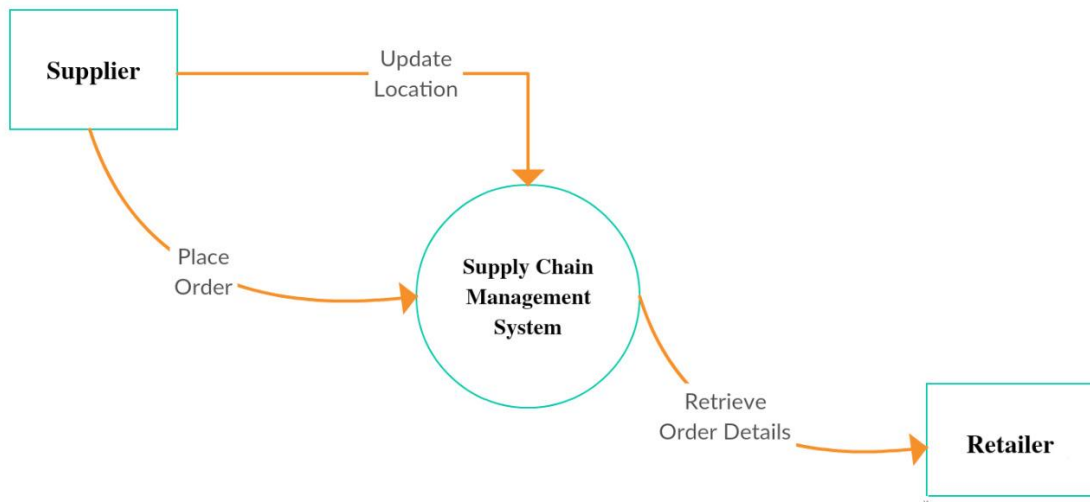 Supplier
Update
Location
Place
Order
Supply Chain
Management
System
Retrieve
Order Details
Retailer